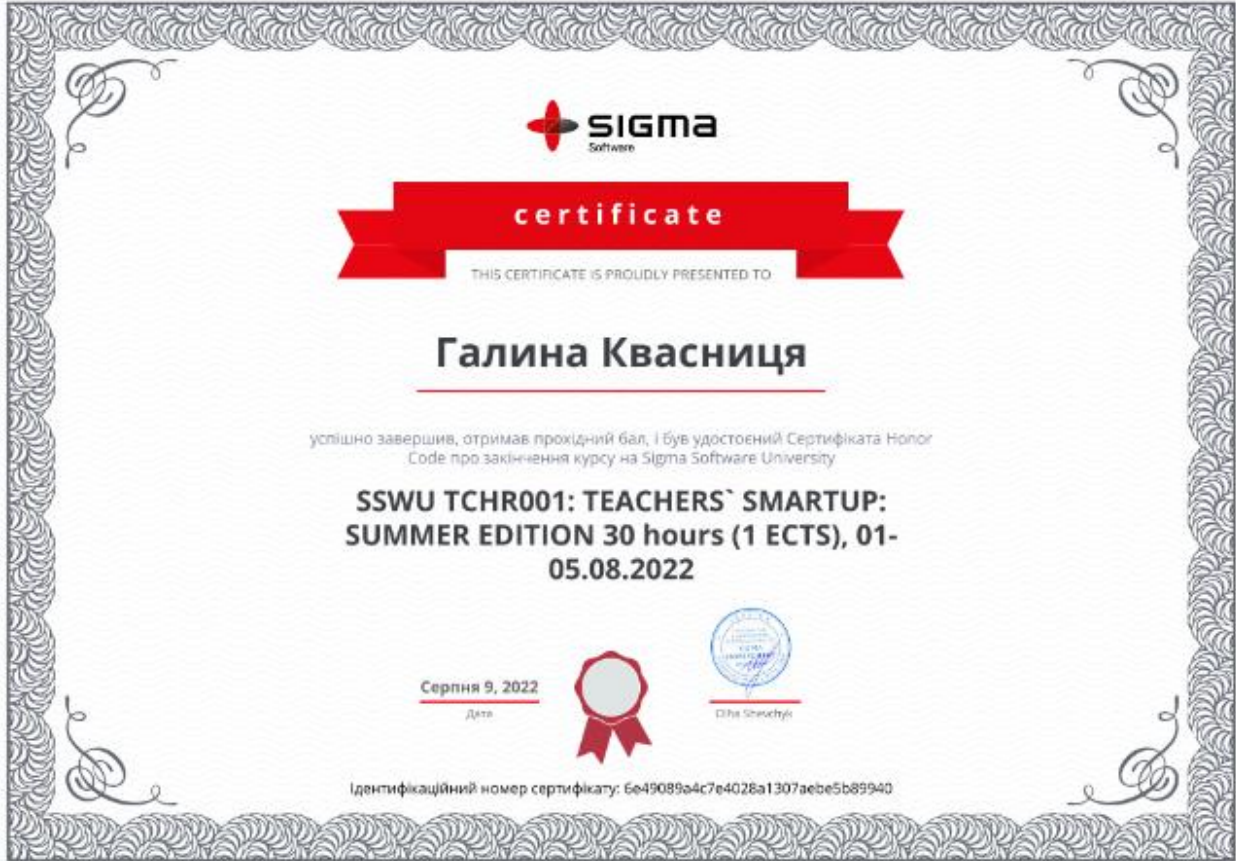 SIGMA
Software
certificate
THIS CERTIFICATE IS PROUDLY PRESENTED TO
Галина Квасниця
успішно завершив, отримав прохідний бал, і був удостоєний Сертифіката Honor
Code про закінчення курсу на Sigma Software University
SSWU TCHR001: TEACHERS` SMARTUP:
SUMMER EDITION 30 hours (1 ECTS), 01-
05.08.2022
Серпня 9, 2022
Дата
Olha Shevchyk
Ідентифікаційний номер сертифікату: 6e49089a4c7e4028a1307aebe5b89940